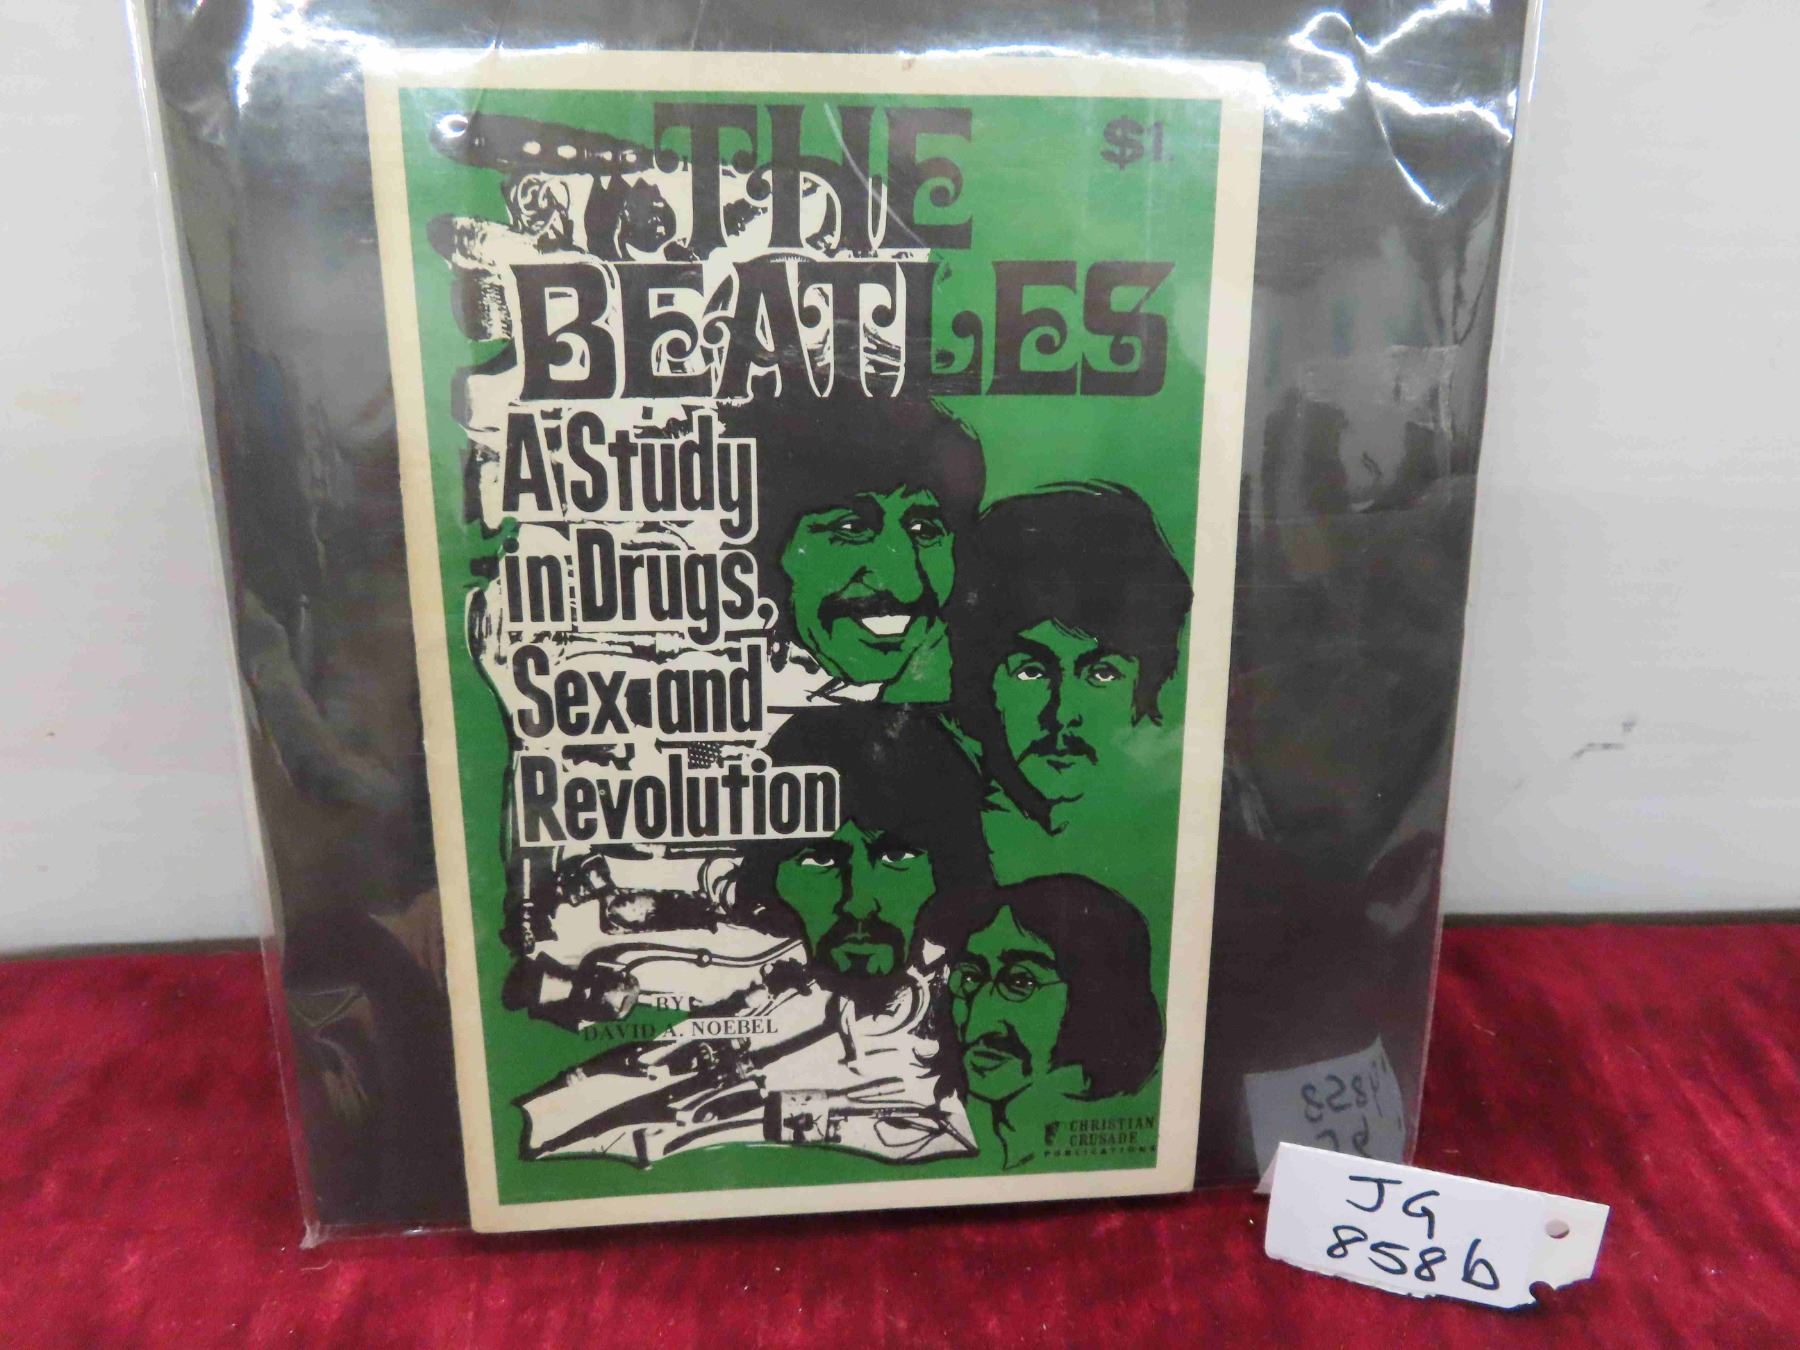 THE
$1.
BEATLES
A Study
in Drugs,
Sex and
Revolution
BY
DAVID A. NOEBEL
CHRISTIAN
CRUSADE
PUBLICATIONS
JG
858b